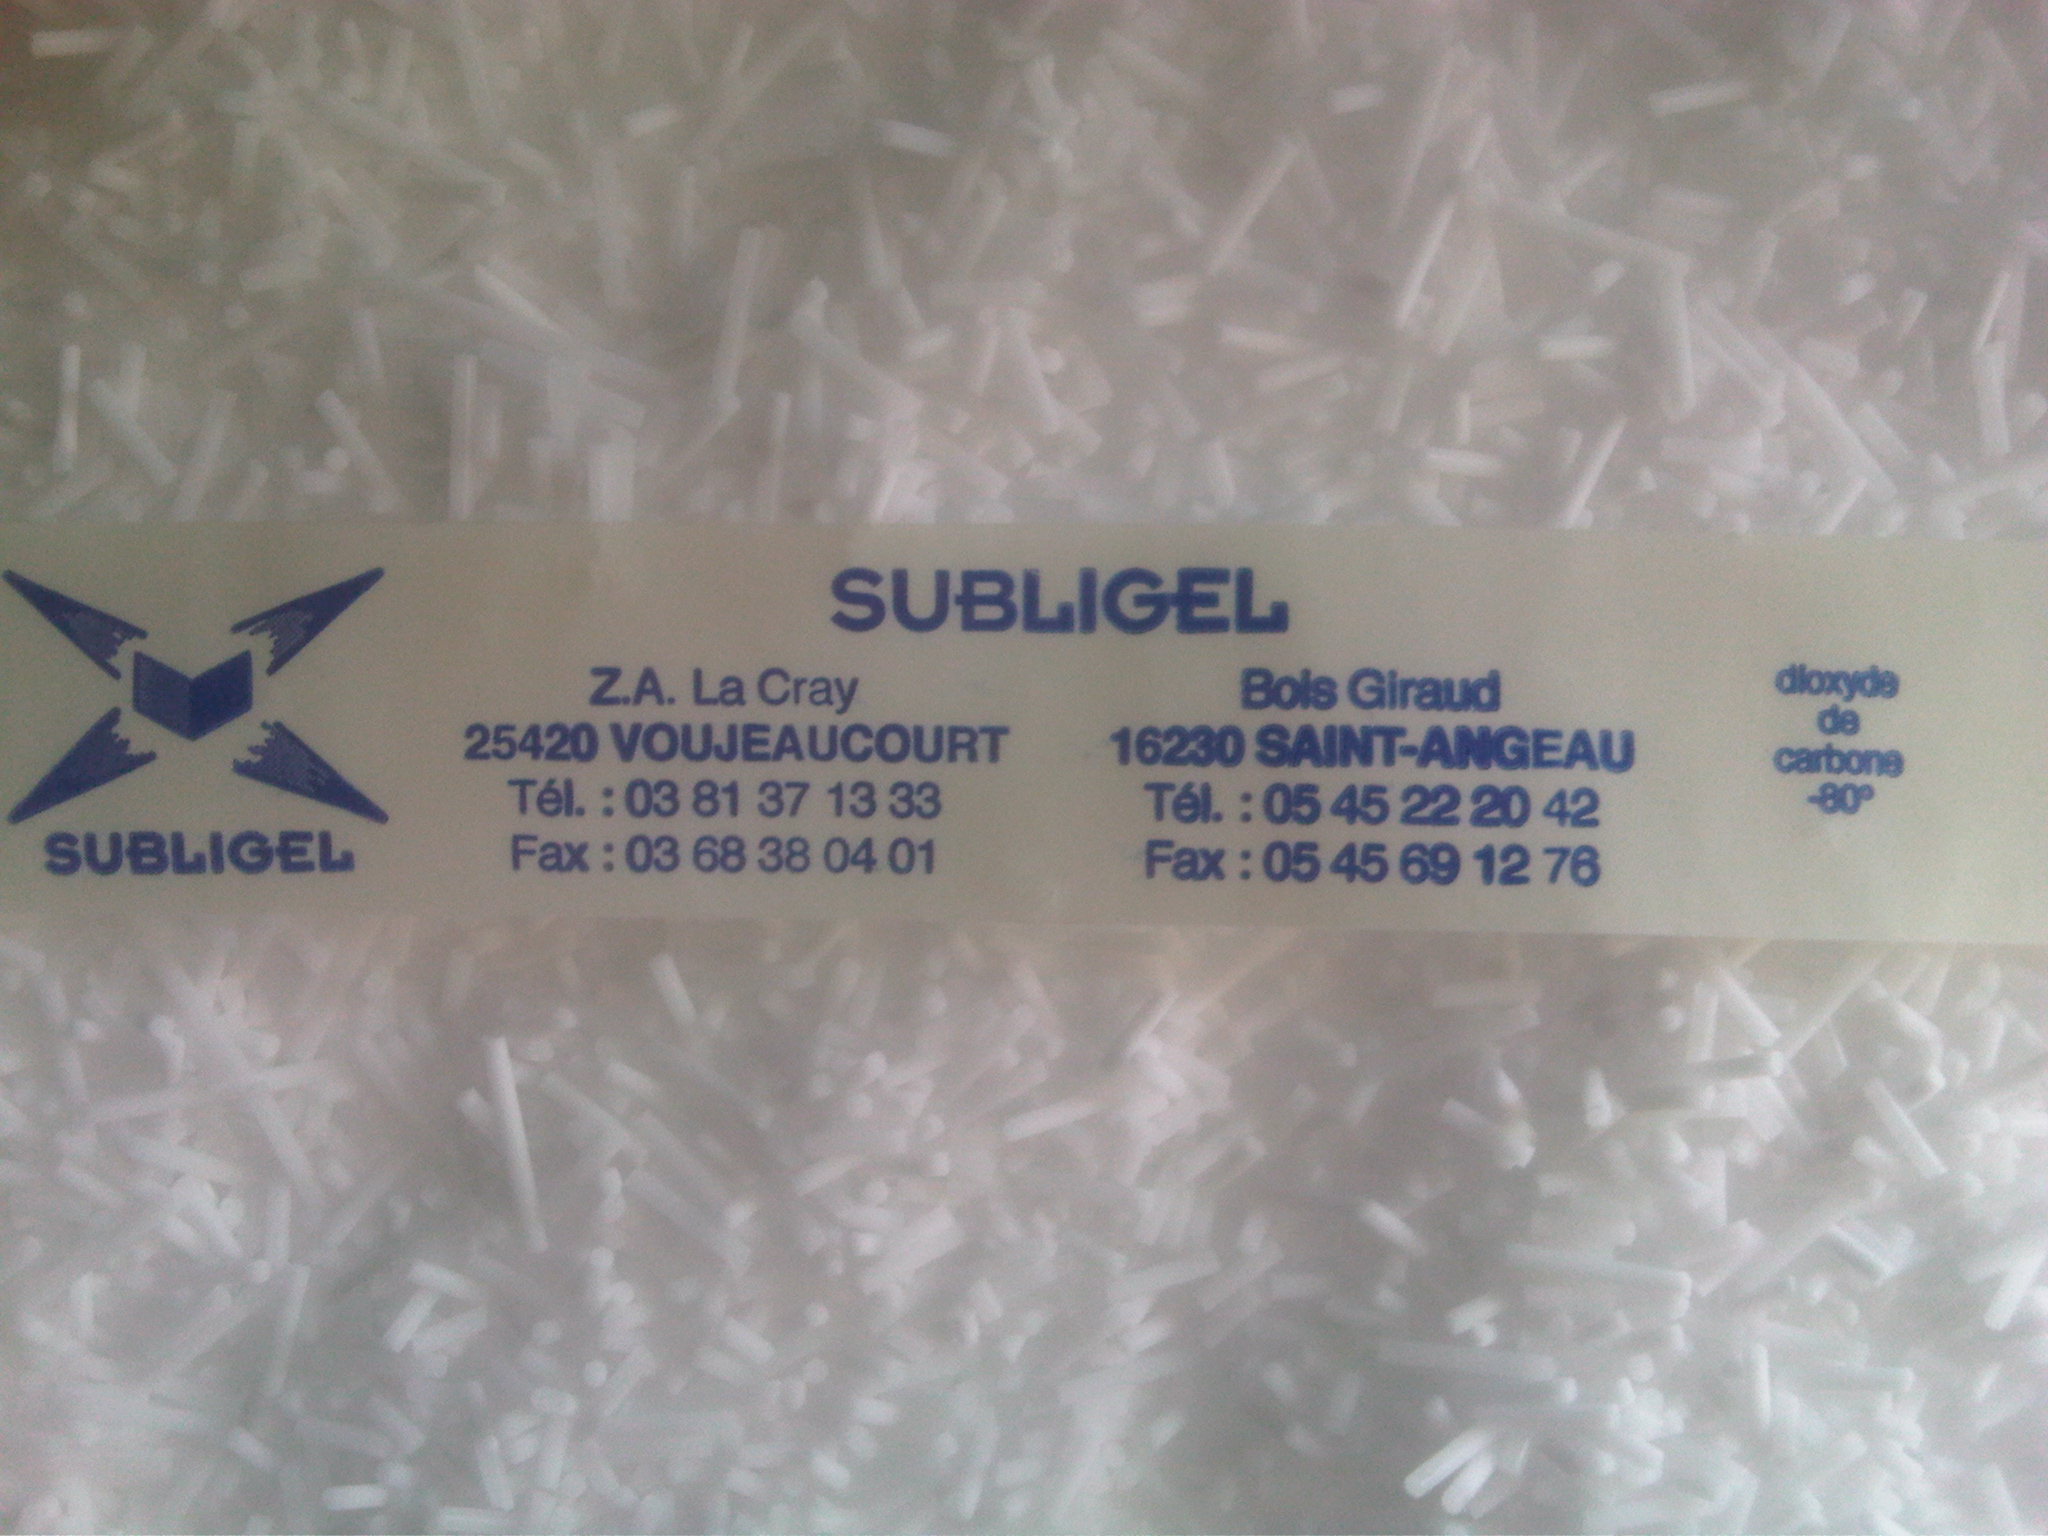 SUBLIGEL
SUBLIGEL
Z.A. La Cray
25420 VOUJEAUCOURT
Tél. : 03 81 37 13 33
Fax : 03 68 38 04 01
Bois Giraud
16230 SAINT-ANGEAU
Tél. : 05 45 22 20 42
Fax : 05 45 69 12 76
dioxyde
de
carbone
-80°